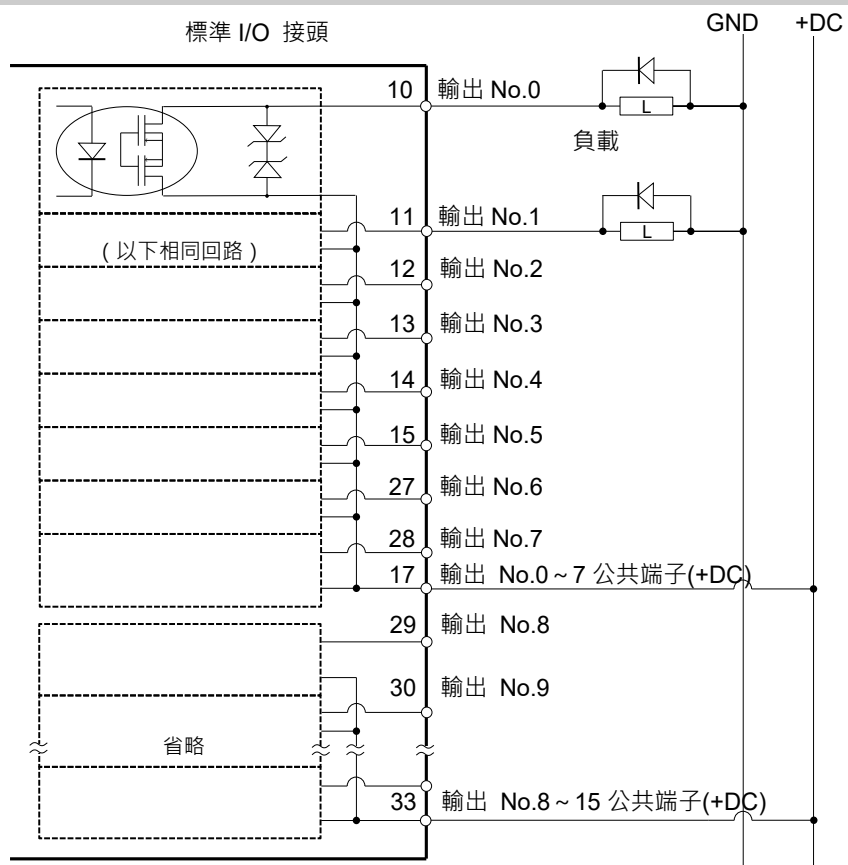 標準 I/O 接頭
GND
+DC
10 輸出 No.0
L
負載
11 輸出 No.1
L
( 以下相同回路 )
12 輸出 No.2
13 輸出 No.3
14 輸出 No.4
15 輸出 No.5
27 輸出 No.6
28 輸出 No.7
17 輸出 No.0 ~ 7 公共端子(+DC)
29 輸出 No.8
30 輸出 No.9
省略
33 輸出 No.8 ~ 15 公共端子(+DC)